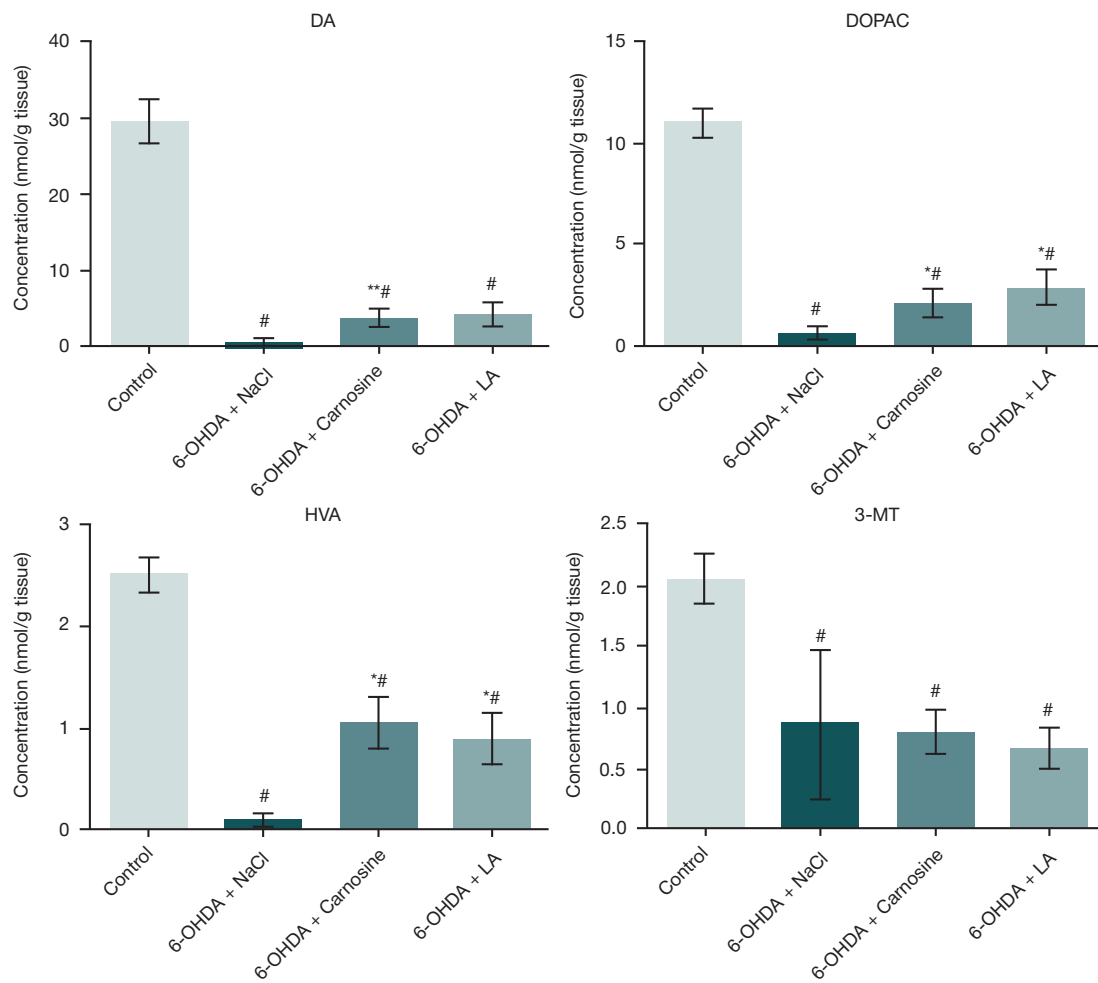 DA
Concentration (nmol/g tissue)
40
30
20
10
0
#
**#
#
Control
6-OHDA + NaCl
6-OHDA + Carnosine
6-OHDA + LA
DOPAC
Concentration (nmol/g tissue)
15
10
5
0
#
*#
*#
Control
6-OHDA + NaCl
6-OHDA + Carnosine
6-OHDA + LA
HVA
Concentration (nmol/g tissue)
3
2
1
0
#
*#
*#
Control
6-OHDA + NaCl
6-OHDA + Carnosine
6-OHDA + LA
3-MT
Concentration (nmol/g tissue)
2.5
2.0
1.5
1.0
0.5
0.0
#
#
#
Control
6-OHDA + NaCl
6-OHDA + Carnosine
6-OHDA + LA